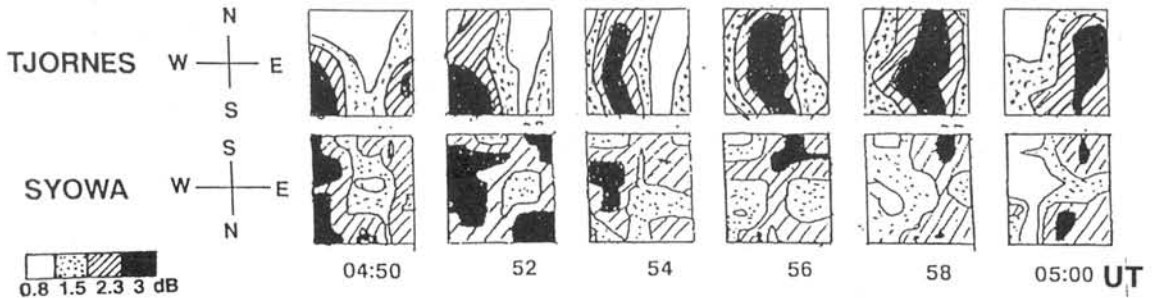 N
TJORNES W E
S
S
SYOWA W E
N
0.8 1.5 2.3 3 dB
04:50 52 54 56 58 05:00 UT